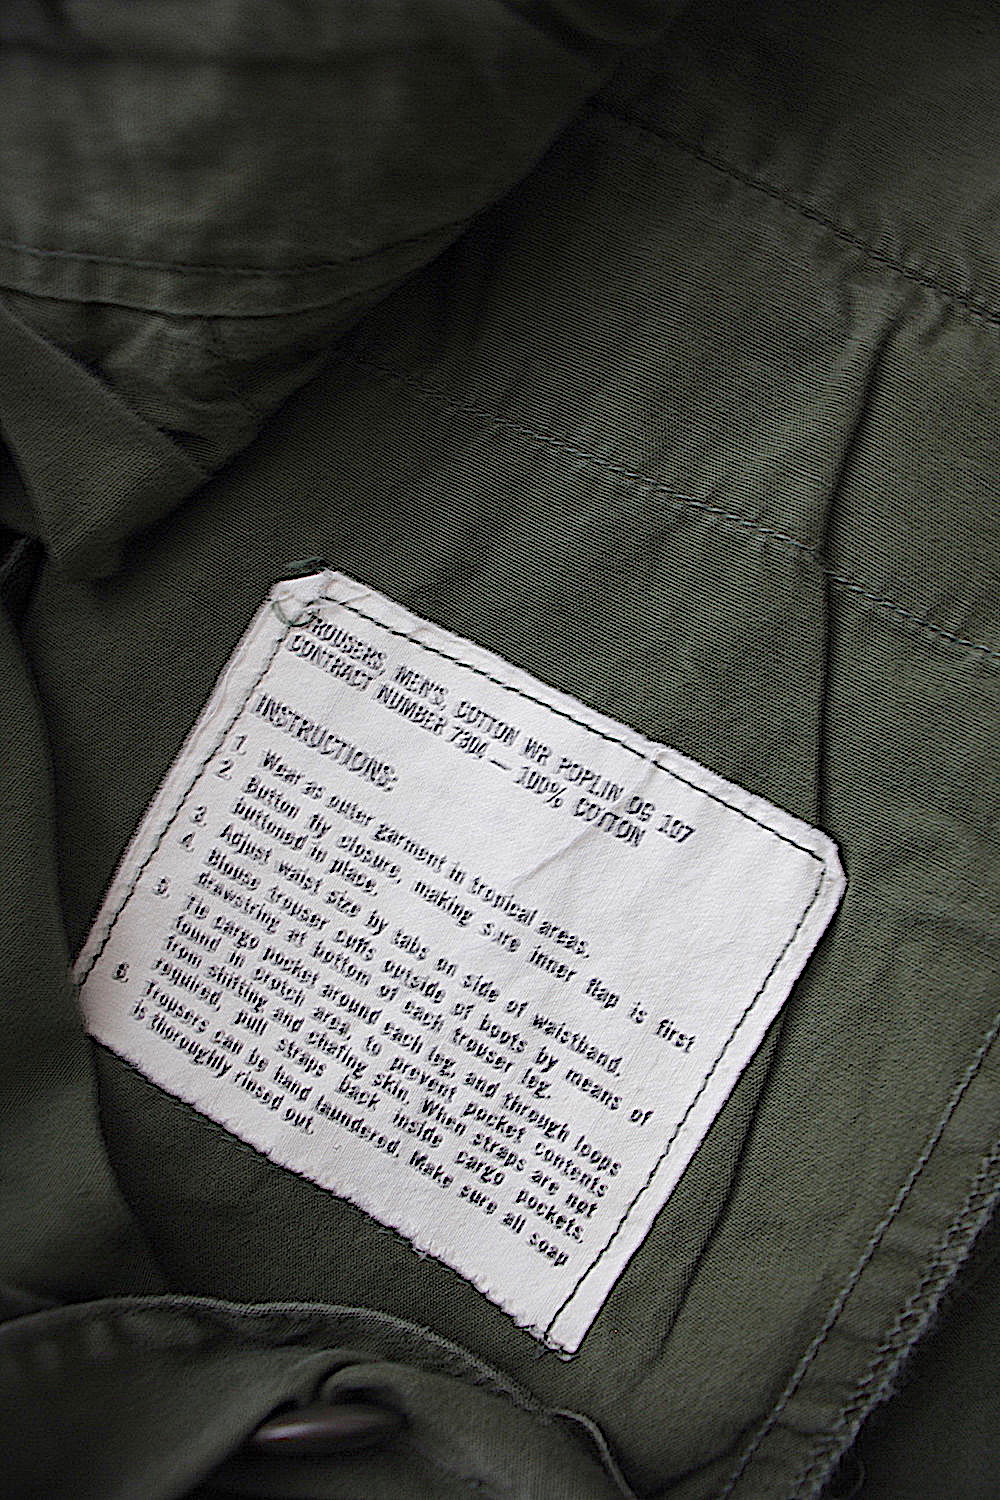 TROUSERS, MEN'S, COTTON WR POPLIN OG 107
CONTRACT NUMBER 7304 — 100% COTTON
INSTRUCTIONS:
1. Wear as outer garment in tropical areas.
2. Button fly closure, making sure inner flap is first
buttoned in place.
3. Adjust waist size by tabs on side of waistband.
4. Blouse trouser cuffs outside of boots by means of
drawstring at bottom of each trouser leg.
5. Tie cargo pocket around each leg, and through loops
found in crotch area, to prevent pocket contents
from shifting and chafing skin. When straps are not
required, pull straps back inside cargo pockets.
6. Trousers can be hand laundered. Make sure all soap
is thoroughly rinsed out.